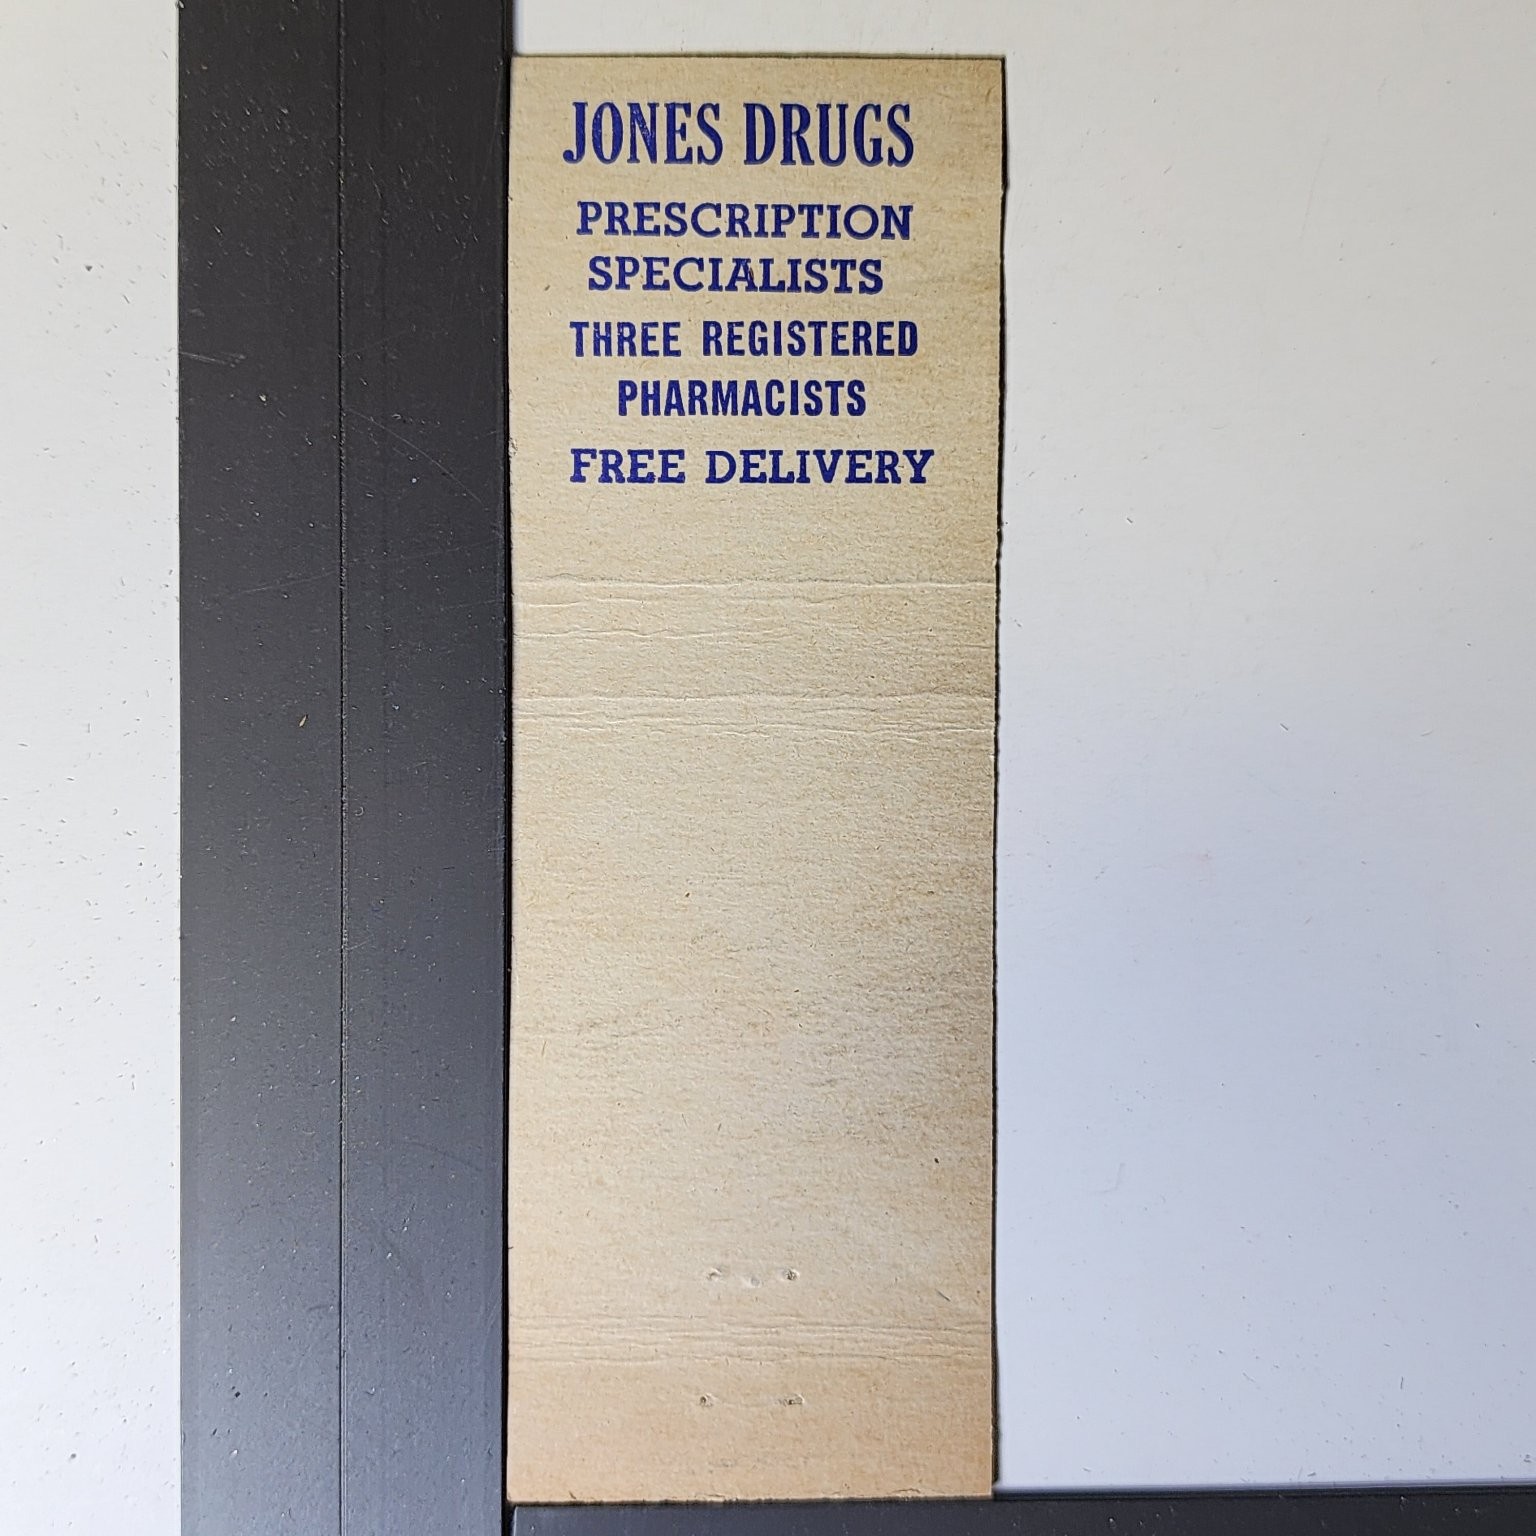 JONES DRUGS
PRESCRIPTION
SPECIALISTS
THREE REGISTERED
PHARMACISTS
FREE DELIVERY